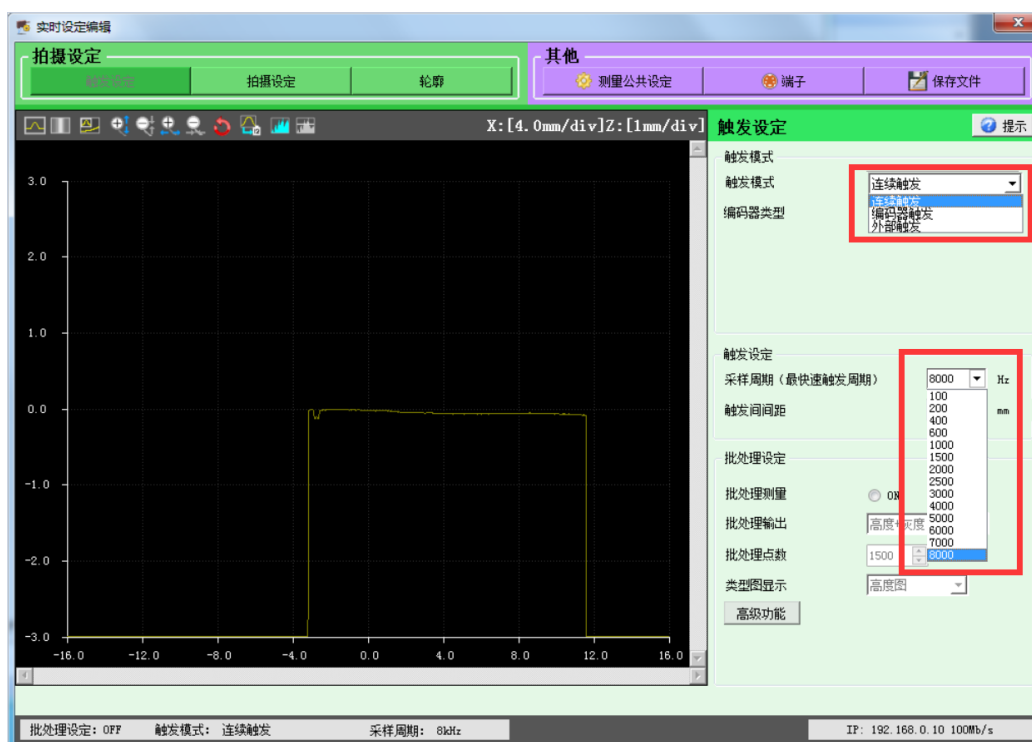 实时设定编辑
拍摄设定
其他
触发设定
拍摄设定
轮廓
测量公共设定
端子
保存文件
X:[4.0mm/div]Z:[1mm/div]
触发设定
提示
触发模式
触发模式
连续触发
编码器类型
连续触发
编码器触发
外部触发
3.0
2.0
1.0
0.0
-1.0
-2.0
-3.0
-16.0 -12.0 -8.0 -4.0 0.0 4.0 8.0 12.0 16.0
触发设定
采样周期（最快速触发周期） 8000 Hz
触发间间距 mm
100
200
400
600
1000
1500
2000
2500
3000
4000
5000
6000
7000
8000
批处理设定
批处理测量
批处理输出
批处理点数 1500
类型图显示 高度图
高级功能
批处理设定: OFF 触发模式: 连续触发 采样周期: 8kHz
IP: 192.168.0.10 100Mb/s